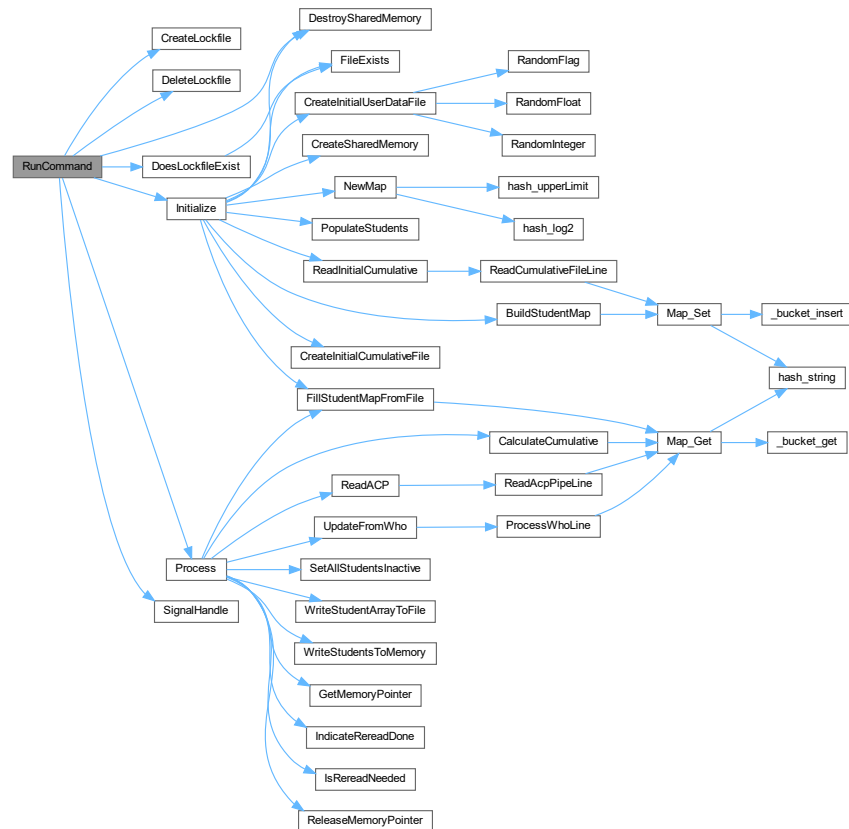 DestroySharedMemory
CreateLockfile
FileExists
RandomFlag
DeleteLockfile
CreateInitialUserDataFile
RandomFloat
CreateSharedMemory
RandomInteger
RunCommand
DoesLockfileExist
NewMap
hash_upperLimit
Initialize
PopulateStudents
hash_log2
ReadInitialCumulative
ReadCumulativeFileLine
BuildStudentMap
Map_Set
_bucket_insert
CreateInitialCumulativeFile
hash_string
FillStudentMapFromFile
CalculateCumulative
Map_Get
_bucket_get
ReadACP
ReadAcpPipeLine
UpdateFromWho
ProcessWhoLine
Process
SetAllStudentsInactive
SignalHandle
WriteStudentArrayToFile
WriteStudentsToMemory
GetMemoryPointer
IndicateRereadDone
IsRereadNeeded
ReleaseMemoryPointer